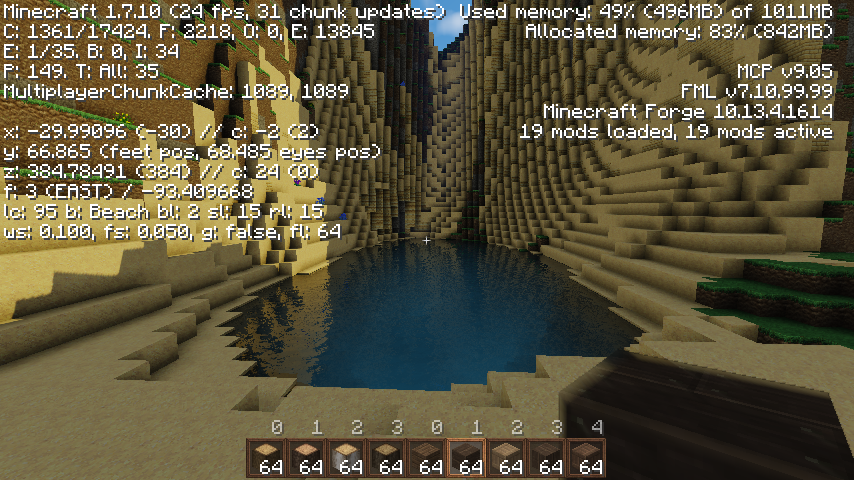 Minecraft 1.7.10 (24 fps, 31 chunk updates)
C: 1361/17424. F: 2218, O: 0, E: 13845
E: 1/35. B: 0, I: 34
P: 149. T: All: 35
MultiplayerChunkCache: 1089, 1089
x: -29.99096 (-30) // c: -2 (2)
y: 66.865 (feet pos, 68.485 eyes pos)
z: 384.78491 (384) // c: 24 (0)
f: 3 (EAST) / -93.409668
lc: 95 b: Beach bl: 2 sl: 15 rl: 15
ws: 0.100, fs: 0.050, g: false, fl: 64
Used memory: 49% (496MB) of 1011MB
Allocated memory: 83% (842MB)
MCP v9.05
FML v7.10.99.99
Minecraft Forge 10.13.4.1614
19 mods loaded, 19 mods active
0 1 2 3 0 1 2 3 4
64 64 64 64 64 64 64 64 64